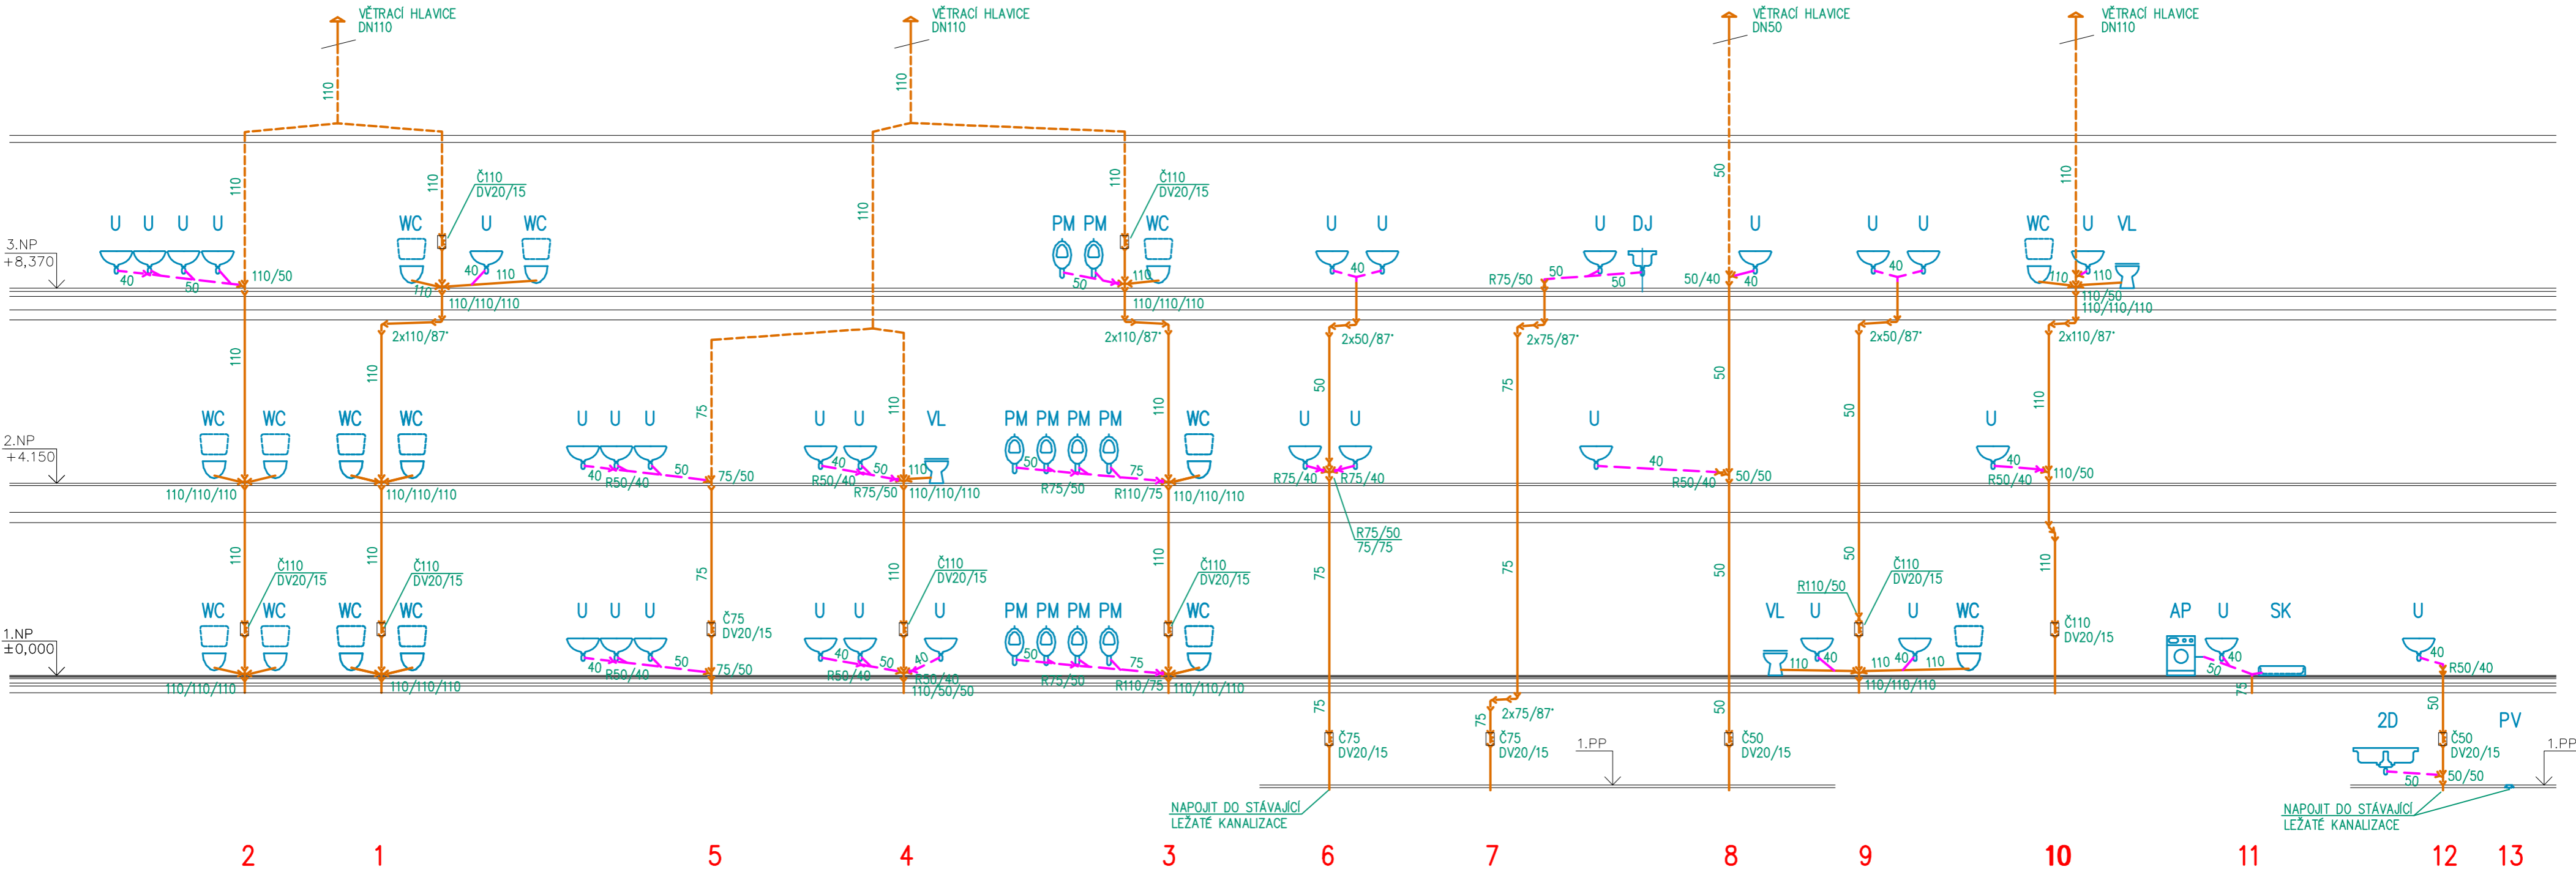 VĚTRACÍ HLAVICE
DN110
VĚTRACÍ HLAVICE
DN110
VĚTRACÍ HLAVICE
DN50
VĚTRACÍ HLAVICE
DN110
110
110
110
110
110
110
110
50
110
Č110
DV20/15
Č110
DV20/15
U U U U WC U WC PM PM WC U U U DJ U U U WC U VL
3.NP
+8,370
40
50
110/50
110
40
110
110/110/110
50
110
110/110/110
40
R75/50
50
50
50/40
40
40
110
110
110/50
110/110/110
2x110/87°
2x110/87°
2x50/87°
2x75/87°
2x50/87°
2x110/87°
110
110
75
110
110
50
75
50
50
110
WC WC WC WC U U U U U VL PM PM PM PM WC U U U U
2.NP
+4.150
110/110/110
110/110/110
40
R50/40
50
75/50
40
R50/40
50
110
R75/50
110/110/110
50
R75/50
75
R110/75
110/110/110
R75/40
R75/40
R75/50
75/75
40
R50/40
50/50
40
R50/40
110/50
110
110
75
110
110
75
75
50
50
110
Č110
DV20/15
Č110
DV20/15
Č75
DV20/15
Č110
DV20/15
Č110
DV20/15
R110/50
Č110
DV20/15
Č110
DV20/15
WC WC WC WC U U U U U U PM PM PM PM WC VL U U WC AP U SK U
1.NP
±0,000
110/110/110
110/110/110
40
R50/40
50
75/50
40
R50/40
50
40
R50/40
110/50/50
50
R75/50
75
R110/75
110/110/110
110
40
110
40
110
110/110/110
50
40
75
40
R50/40
75
75
2x75/87°
50
50
Č75
DV20/15
Č75
DV20/15
1.PP
Č50
DV20/15
2D
Č50
DV20/15
PV
1.PP
50
50/50
NAPOJIT DO STÁVAJÍCÍ
LEŽATÉ KANALIZACE
NAPOJIT DO STÁVAJÍCÍ
LEŽATÉ KANALIZACE
2 1 5 4 3 6 7 8 9 10 11 12 13